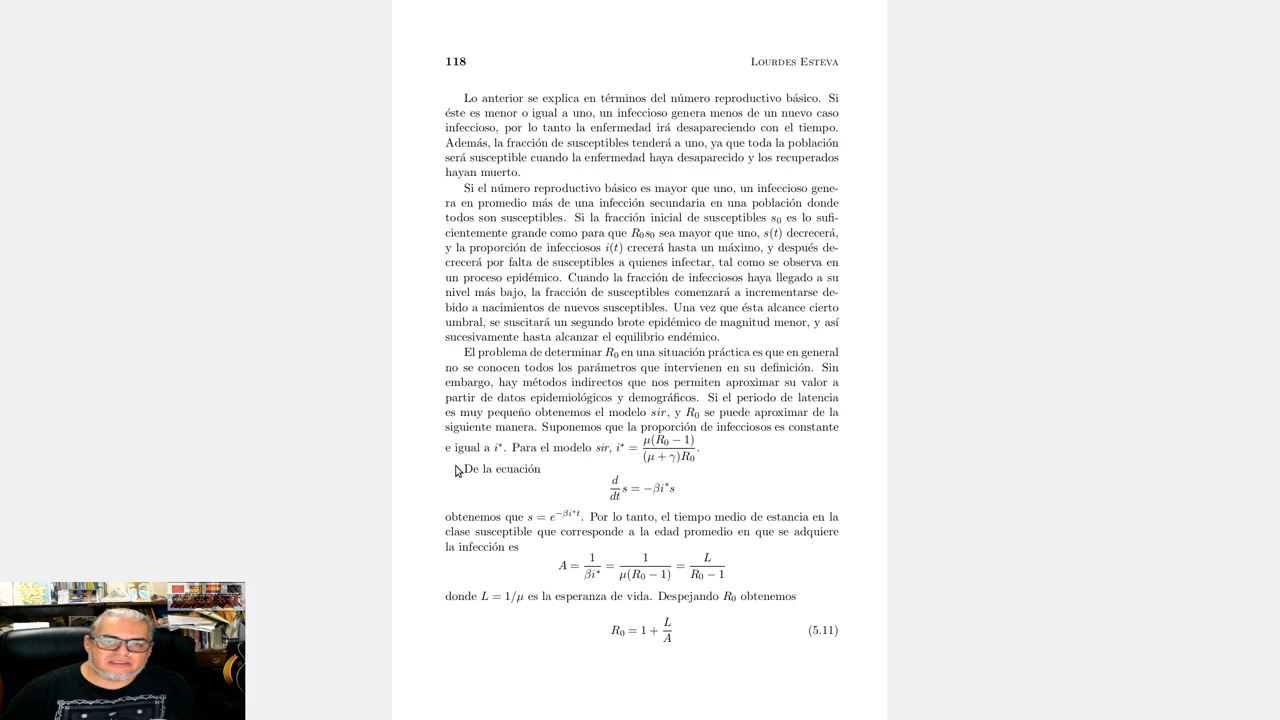 118 LOURDES ESTEVA
Lo anterior se explica en términos del número reproductivo básico. Si
éste es menor o igual a uno, un infeccioso genera menos de un nuevo caso
infeccioso, por lo tanto la enfermedad irá desapareciendo con el tiempo.
Además, la fracción de susceptibles tenderá a uno, ya que toda la población
será susceptible cuando la enfermedad haya desaparecido y los recuperados
hayan muerto.
Si el número reproductivo básico es mayor que uno, un infeccioso gene-
ra en promedio más de una infección secundaria en una población donde
todos son susceptibles. Si la fracción inicial de susceptibles s₀ es lo sufi-
cientemente grande como para que R₀s₀ sea mayor que uno, s(t) decrecerá,
y la proporción de infecciosos i(t) crecerá hasta un máximo, y después de-
crecerá por falta de susceptibles a quienes infectar, tal como se observa en
un proceso epidémico. Cuando la fracción de infecciosos haya llegado a su
nivel más bajo, la fracción de susceptibles comenzará a incrementarse de-
bido a nacimientos de nuevos susceptibles. Una vez que ésta alcance cierto
umbral, se suscitará un segundo brote epidémico de magnitud menor, y así
sucesivamente hasta alcanzar el equilibrio endémico.
El problema de determinar R₀ en una situación práctica es que en general
no se conocen todos los parámetros que intervienen en su definición. Sin
embargo, hay métodos indirectos que nos permiten aproximar su valor a
partir de datos epidemiológicos y demográficos. Si el periodo de latencia
es muy pequeño obtenemos el modelo sir, y R₀ se puede aproximar de la
siguiente manera. Suponemos que la proporción de infecciosos es constante
e igual a i*. Para el modelo sir, i* = μ(R₀ − 1)/(μ + γ)R₀.
De la ecuación
d/dt s = −βi*s
obtenemos que s = e^(−βi*t). Por lo tanto, el tiempo medio de estancia en la
clase susceptible que corresponde a la edad promedio en que se adquiere
la infección es
A = 1/βi* = 1/μ(R₀ − 1) = L/R₀ − 1
donde L = 1/μ es la esperanza de vida. Despejando R₀ obtenemos
R₀ = 1 + L/A (5.11)